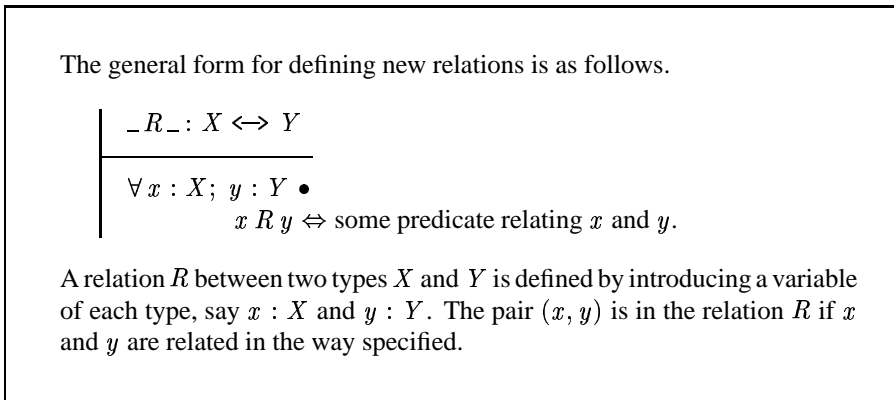 The general form for defining new relations is as follows.
_ R _ : X ↔ Y
∀ x : X; y : Y •
x R y ⇔ some predicate relating x and y.
A relation R between two types X and Y is defined by introducing a variable
of each type, say x : X and y : Y. The pair (x, y) is in the relation R if x
and y are related in the way specified.